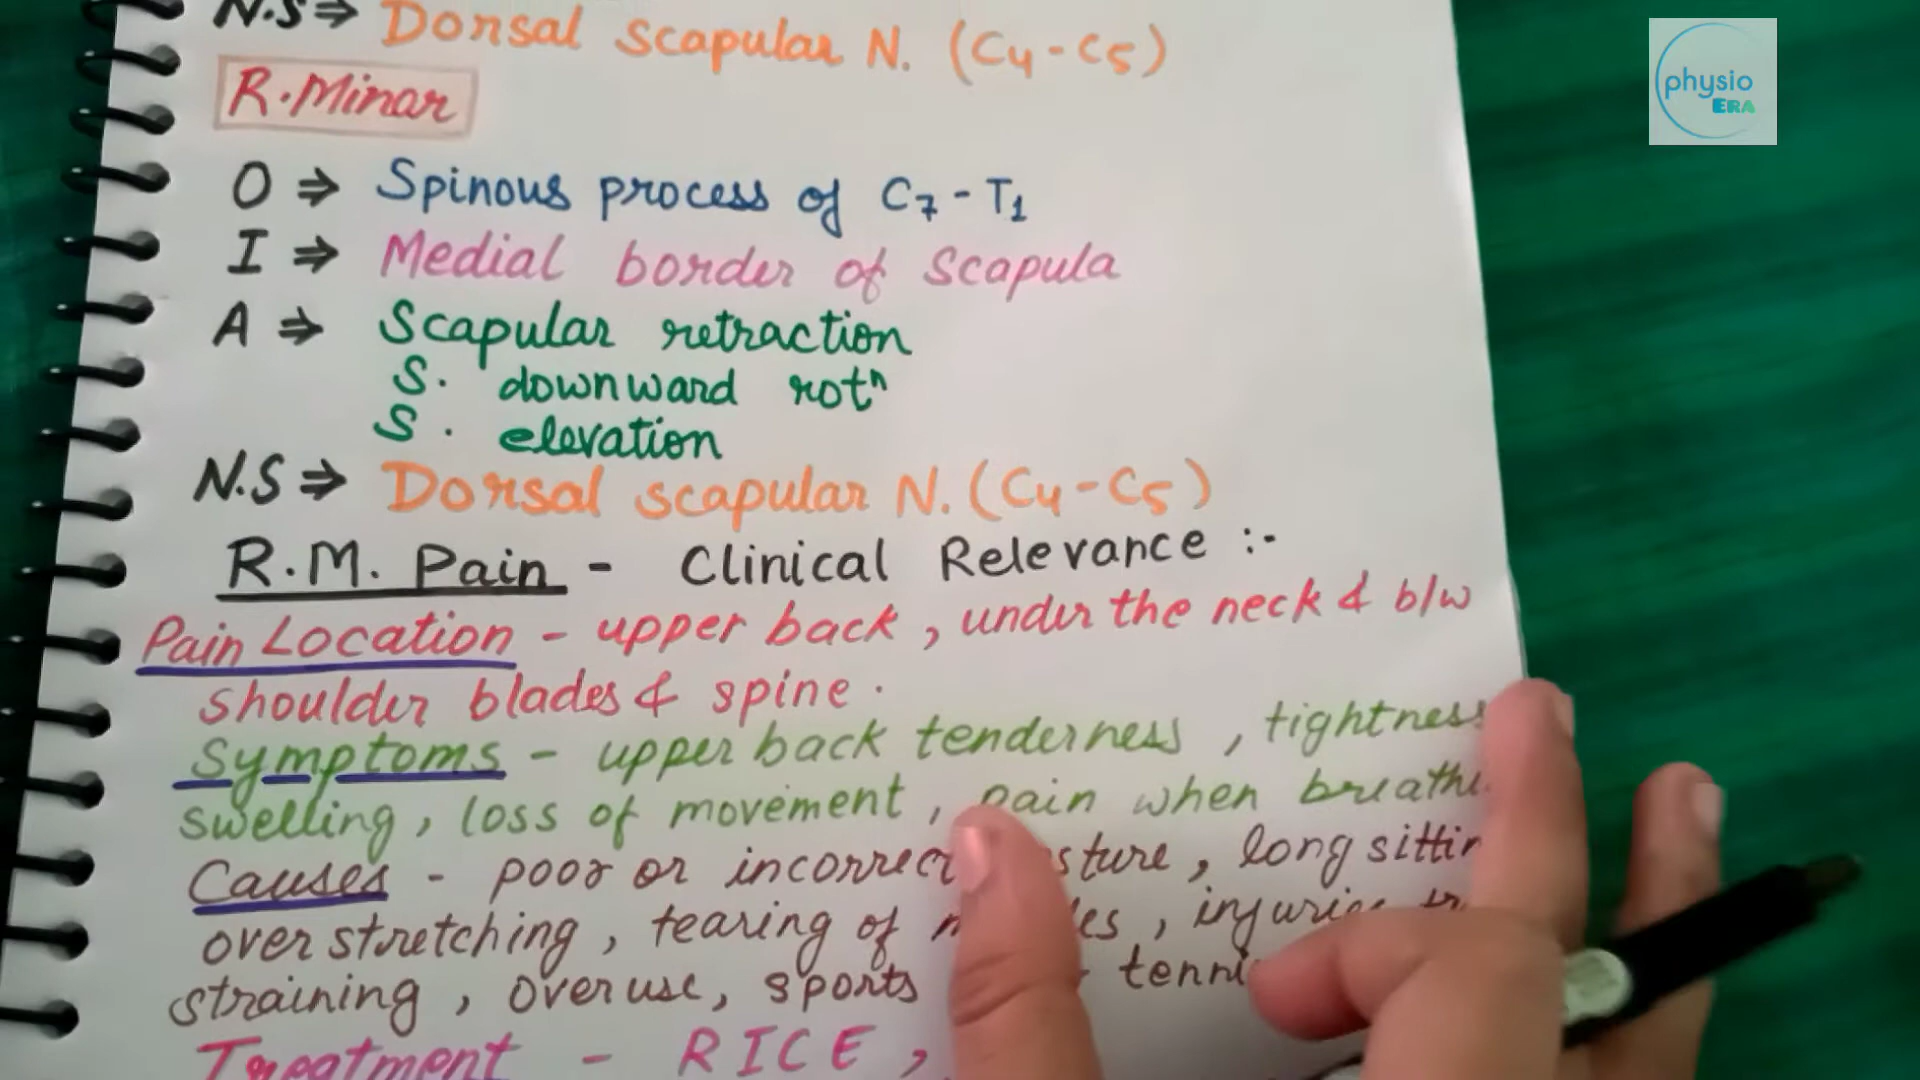 N.S ⇒ Dorsal scapular N. (C4-C5)
physio
ERA
R.Minor
O ⇒ Spinous process of C7 - T1
I ⇒ Medial border of Scapula
A ⇒ Scapular retraction
S. downward rotⁿ
S. elevation
N.S ⇒ Dorsal scapular N. (C4-C5)
R.M. Pain - Clinical Relevance :-
Pain Location - upper back, under the neck & b/w
shoulder blades & spine.
Symptoms - upper back tenderness, tightness
swelling, loss of movement, pain when
Causes - poor or long
over stretching, tearing of
straining, overuse, sports
Treatment - RICE,